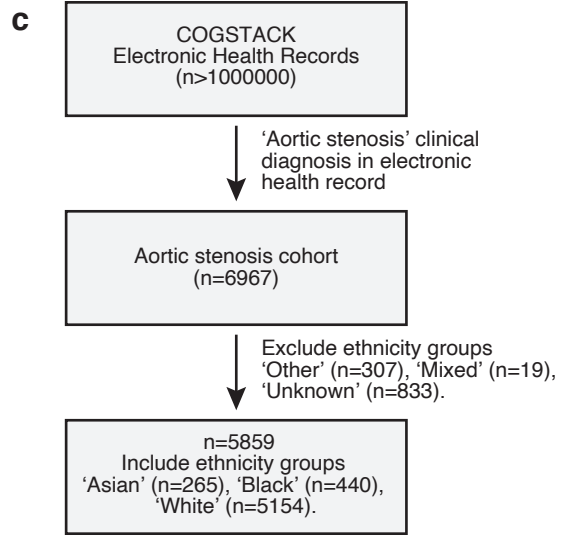 c
COGSTACK
Electronic Health Records
(n>1000000)
‘Aortic stenosis’ clinical
diagnosis in electronic
health record
Aortic stenosis cohort
(n=6967)
Exclude ethnicity groups
‘Other’ (n=307), ‘Mixed’ (n=19),
‘Unknown’ (n=833).
n=5859
Include ethnicity groups
‘Asian’ (n=265), ‘Black’ (n=440),
‘White’ (n=5154).